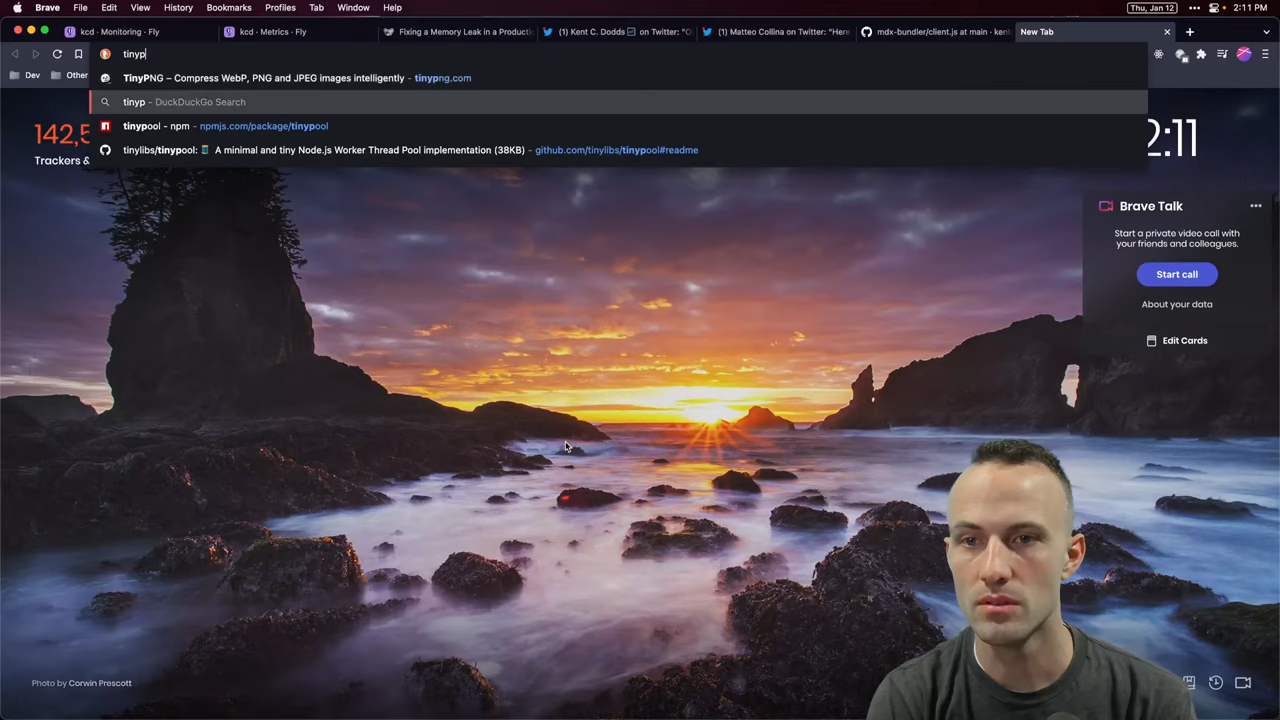 Brave File Edit View History Bookmarks Profiles Tab Window Help Thu, Jan 12 2:11 PM
kcd · Monitoring · Fly kcd · Metrics · Fly Fixing a Memory Leak in a Producti (1) Kent C. Dodds on Twitter: "O (1) Matteo Collina on Twitter: "Here mdx-bundler/client.js at main · kent New Tab
tinyp
Dev Other
TinyPNG – Compress WebP, PNG and JPEG images intelligently - tinypng.com
tinyp - DuckDuckGo Search
tinypool - npm - npmjs.com/package/tinypool
tinylibs/tinypool: A minimal and tiny Node.js Worker Thread Pool implementation (38KB) - github.com/tinylibs/tinypool#readme
142,5
Trackers &
2:11
Brave Talk
Start a private video call with
your friends and colleagues.
Start call
About your data
Edit Cards
Photo by Corwin Prescott